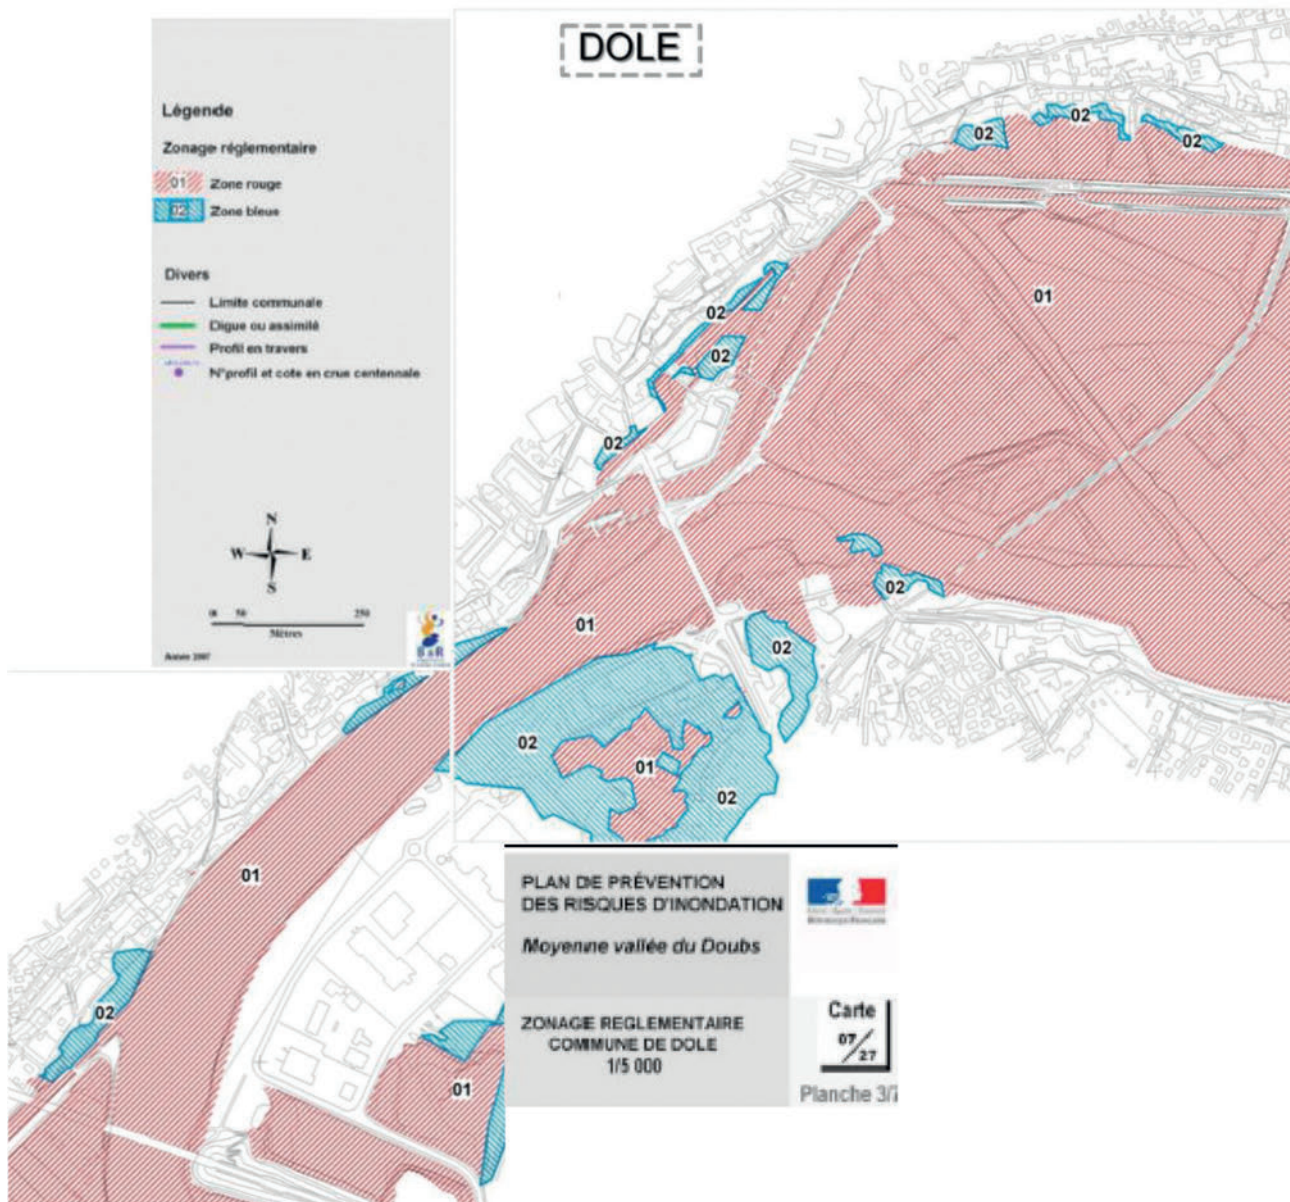 DOLE
Légende
Zonage réglementaire
01 Zone rouge
02 Zone bleue
Divers
Limite communale
Digue ou assimilé
Profil en travers
N°profil et cote en crue centennale
N
W E
S
50 250
Mètres
Année 2007
02
02
02
01
02
02
02
02
01
02
02
01
02
01
02
01
PLAN DE PRÉVENTION
DES RISQUES D'INONDATION
Moyenne vallée du Doubs
ZONAGE REGLEMENTAIRE
COMMUNE DE DOLE
1/5 000
Carte
07/27
Planche 3/7